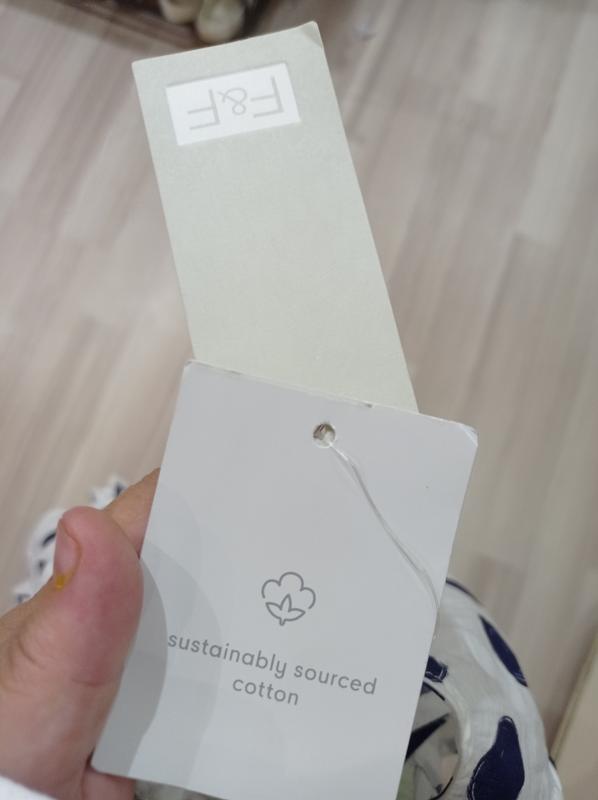 F&F
sustainably sourced
cotton